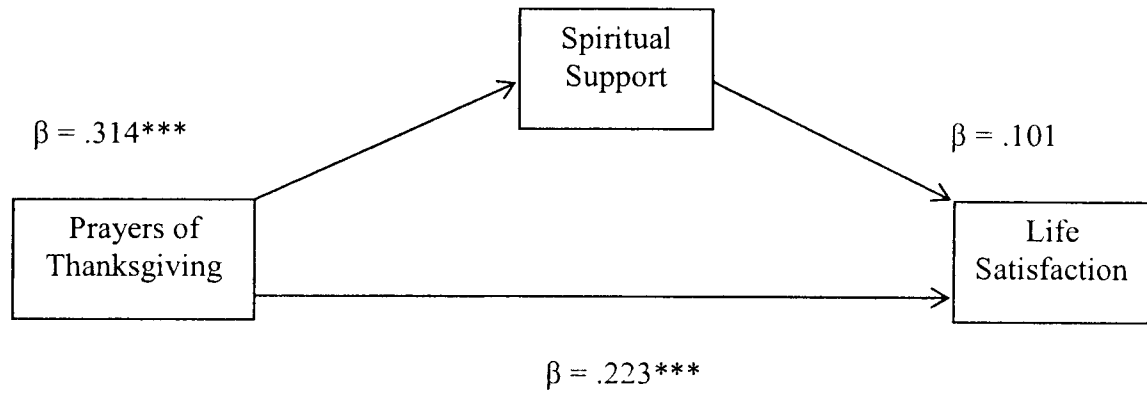 Spiritual
Support
β = .314***
β = .101
Prayers of
Thanksgiving
Life
Satisfaction
β = .223***